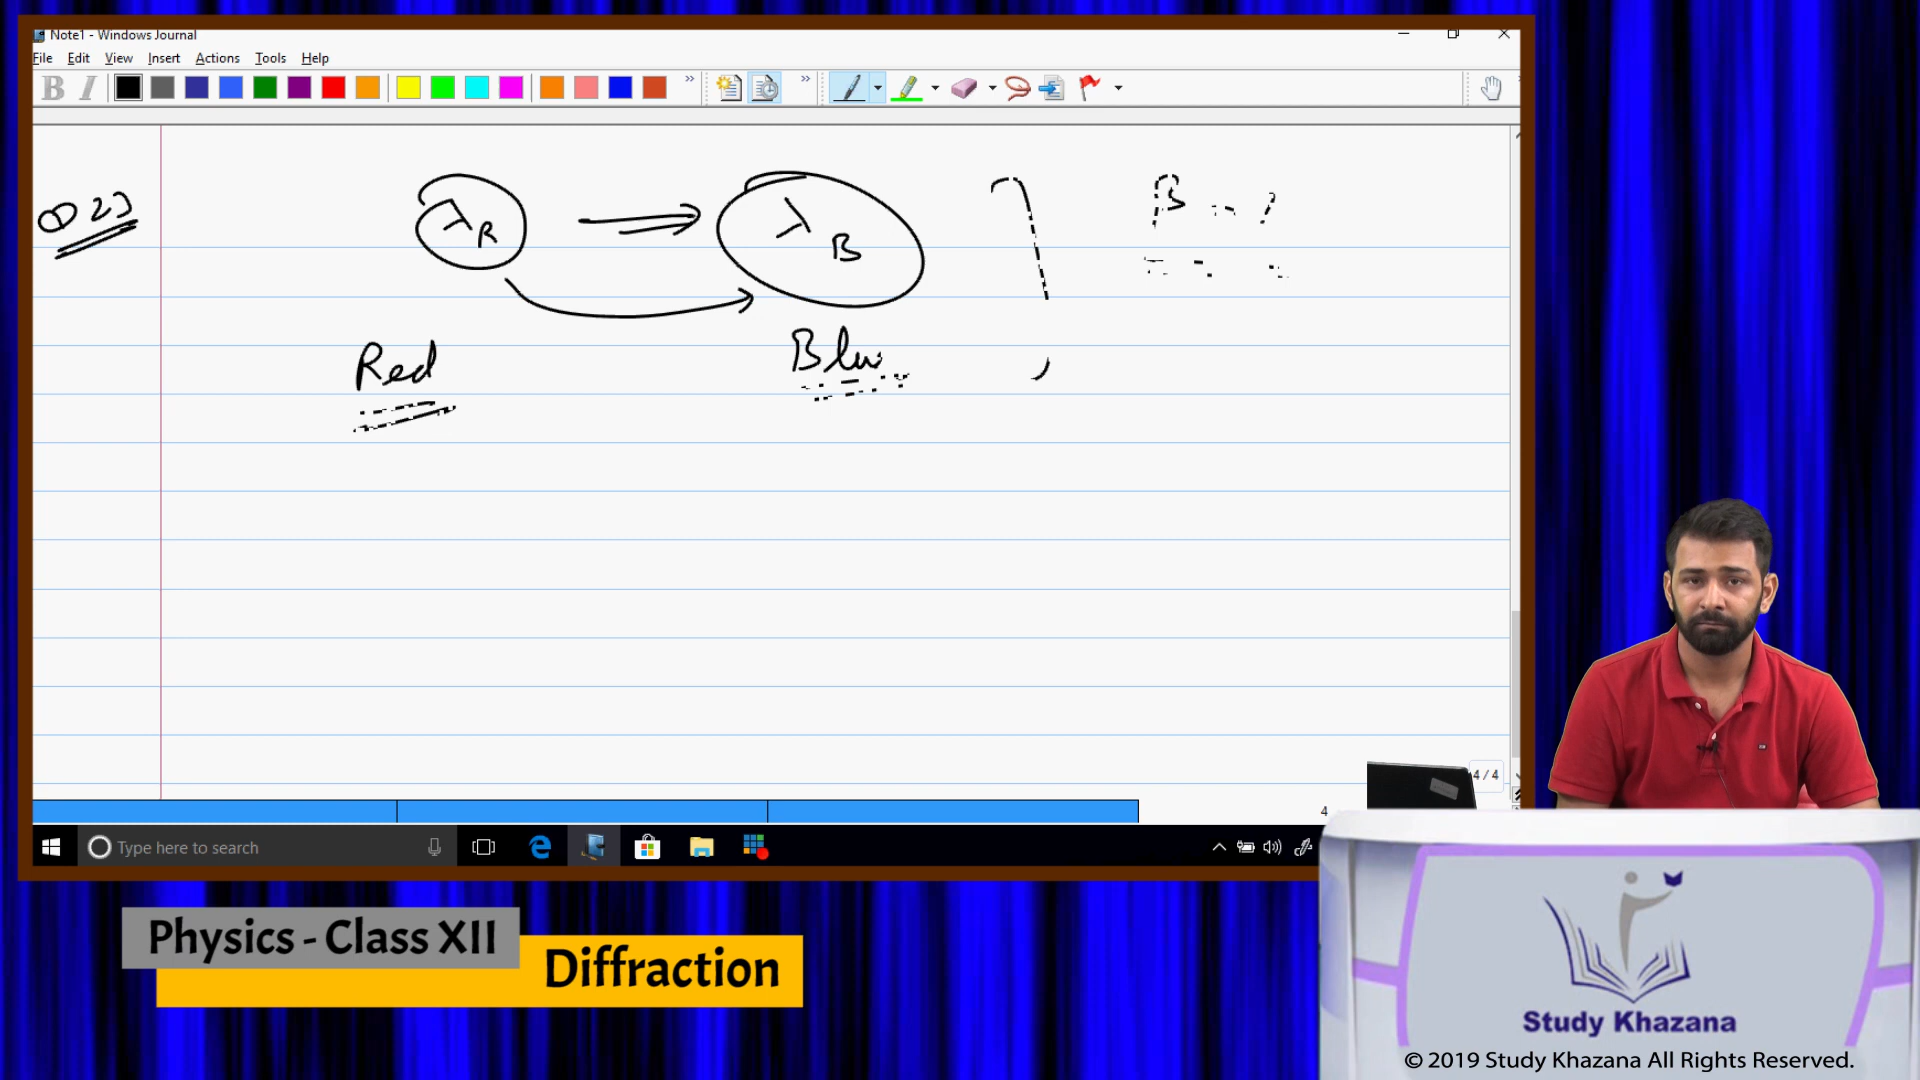 Note1 - Windows Journal
File Edit View Insert Actions Tools Help
B I
Q 23
λR ⇒ λB β = ?
Red Blue
4 / 4
4
Type here to search
Physics - Class XII
Diffraction
Study Khazana
© 2019 Study Khazana All Rights Reserved.